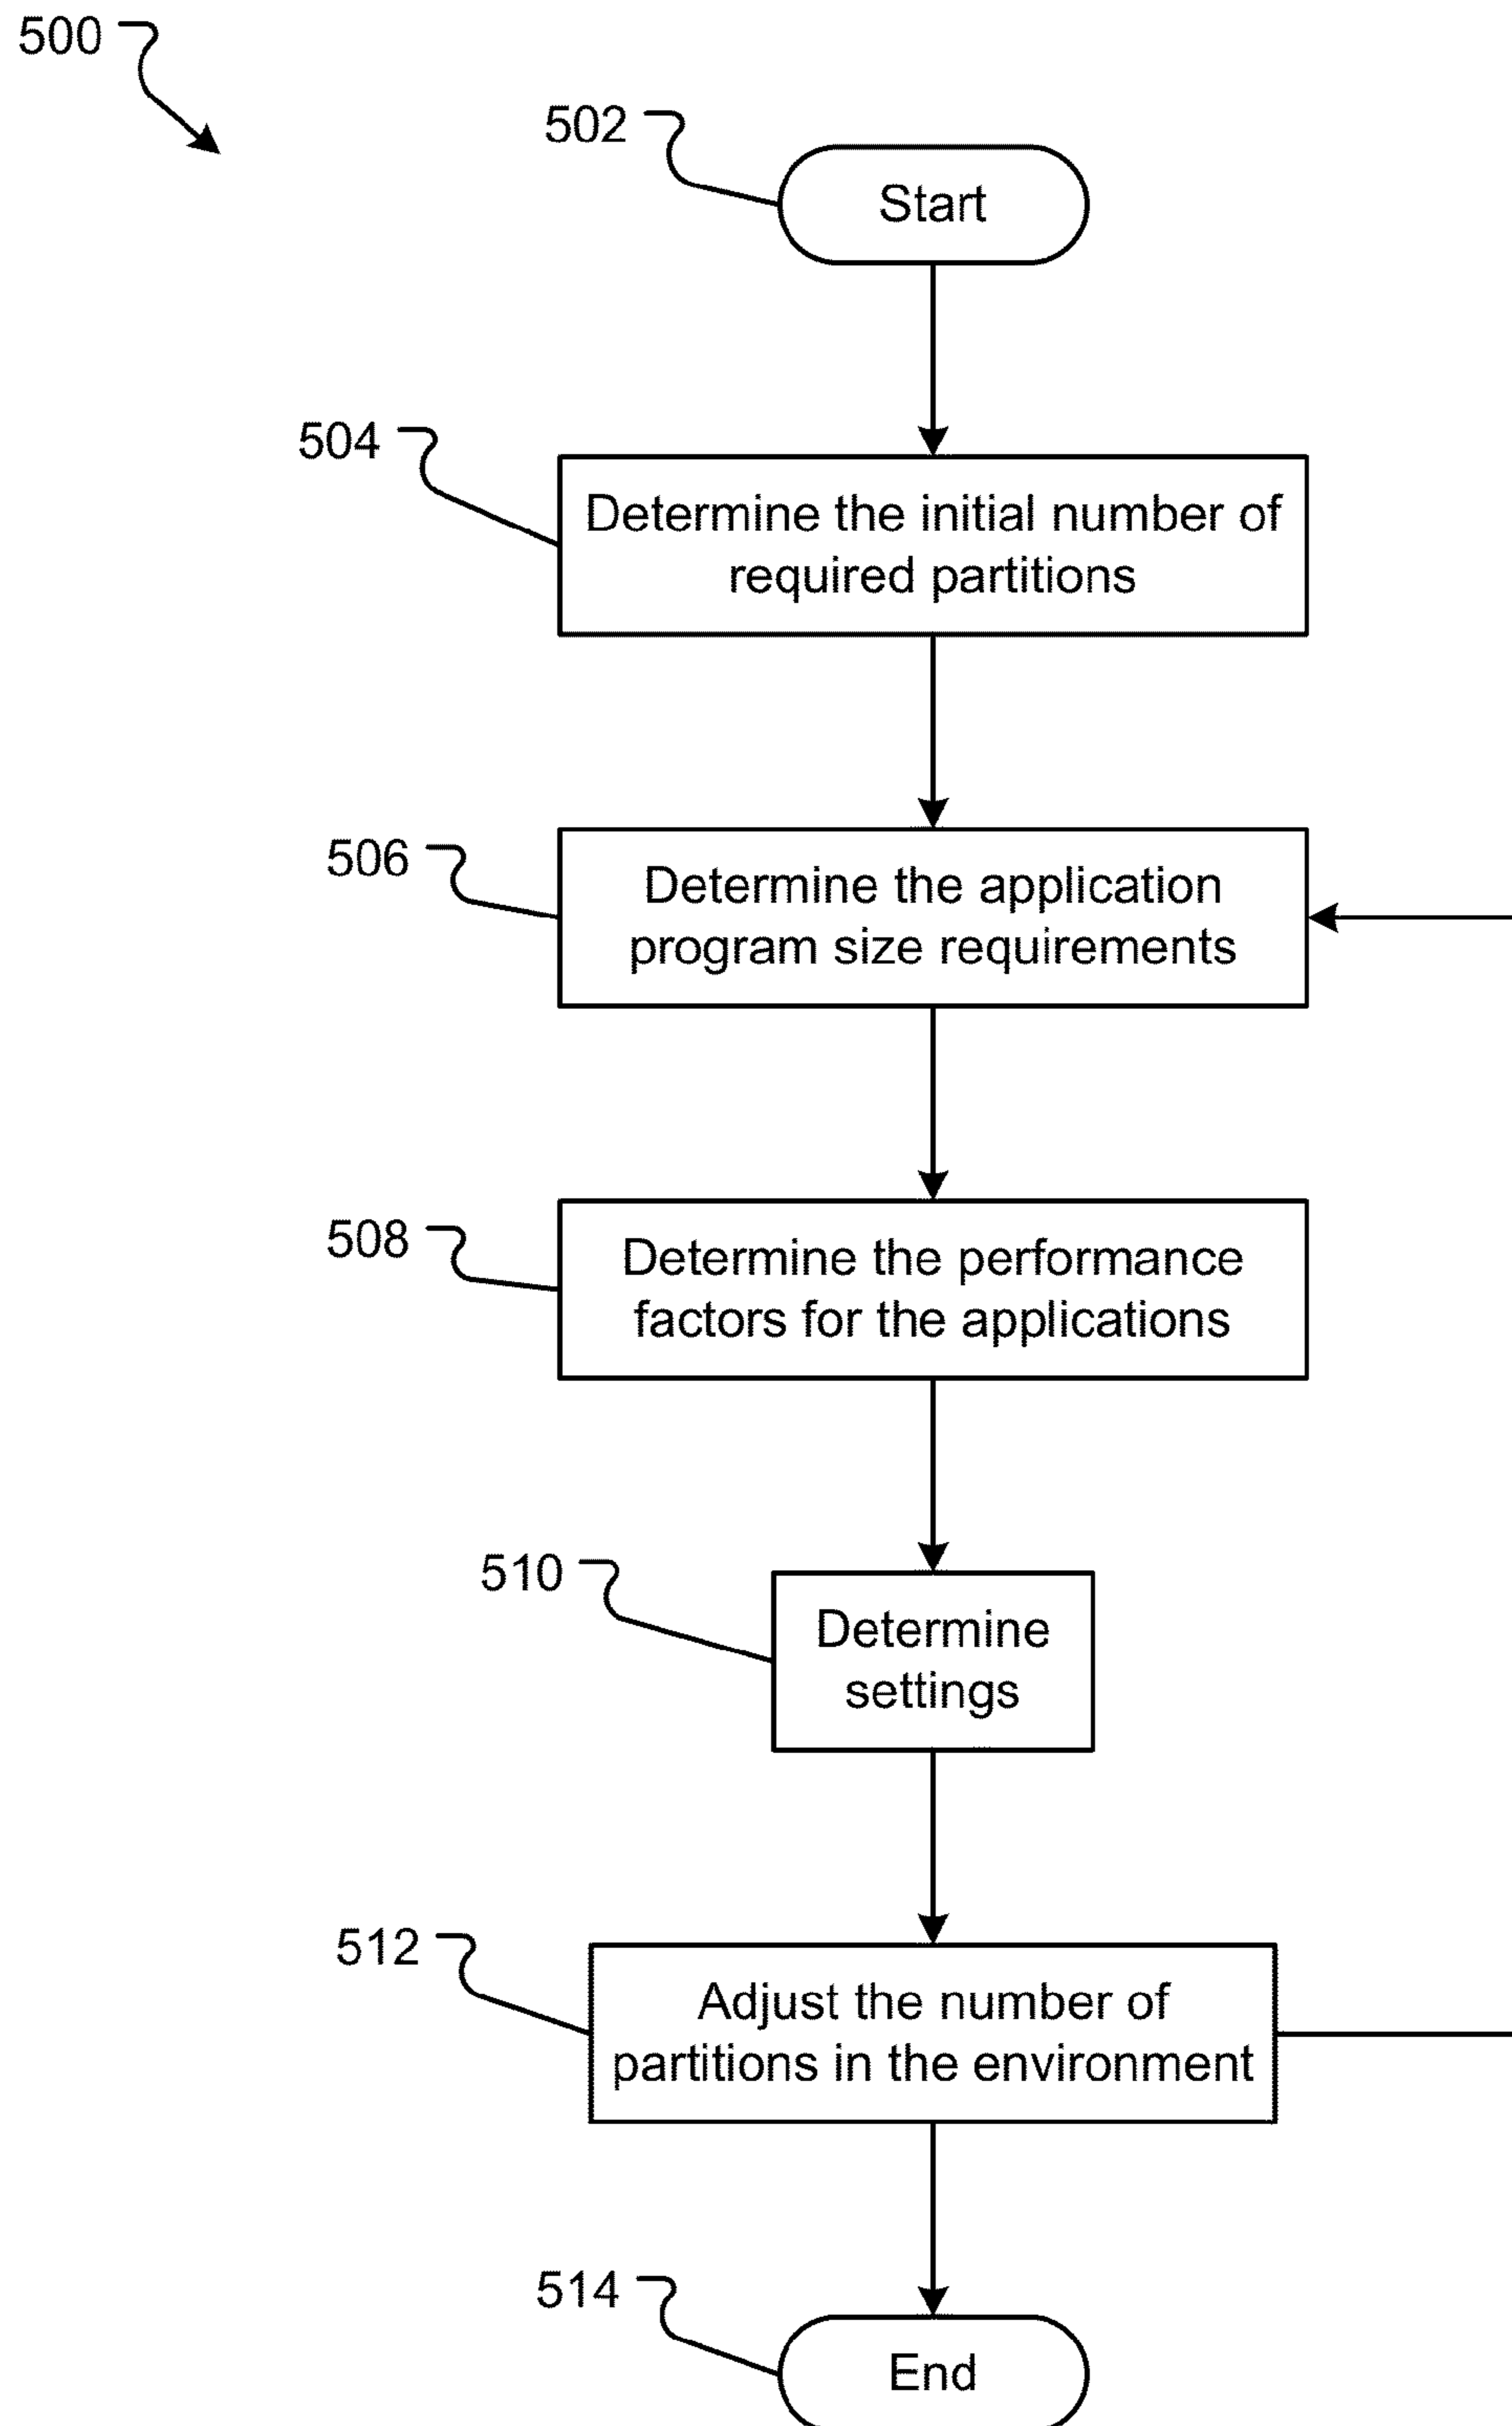 500
502
Start
504
Determine the initial number of
required partitions
506
Determine the application
program size requirements
508
Determine the performance
factors for the applications
510
Determine
settings
512
Adjust the number of
partitions in the environment
514
End